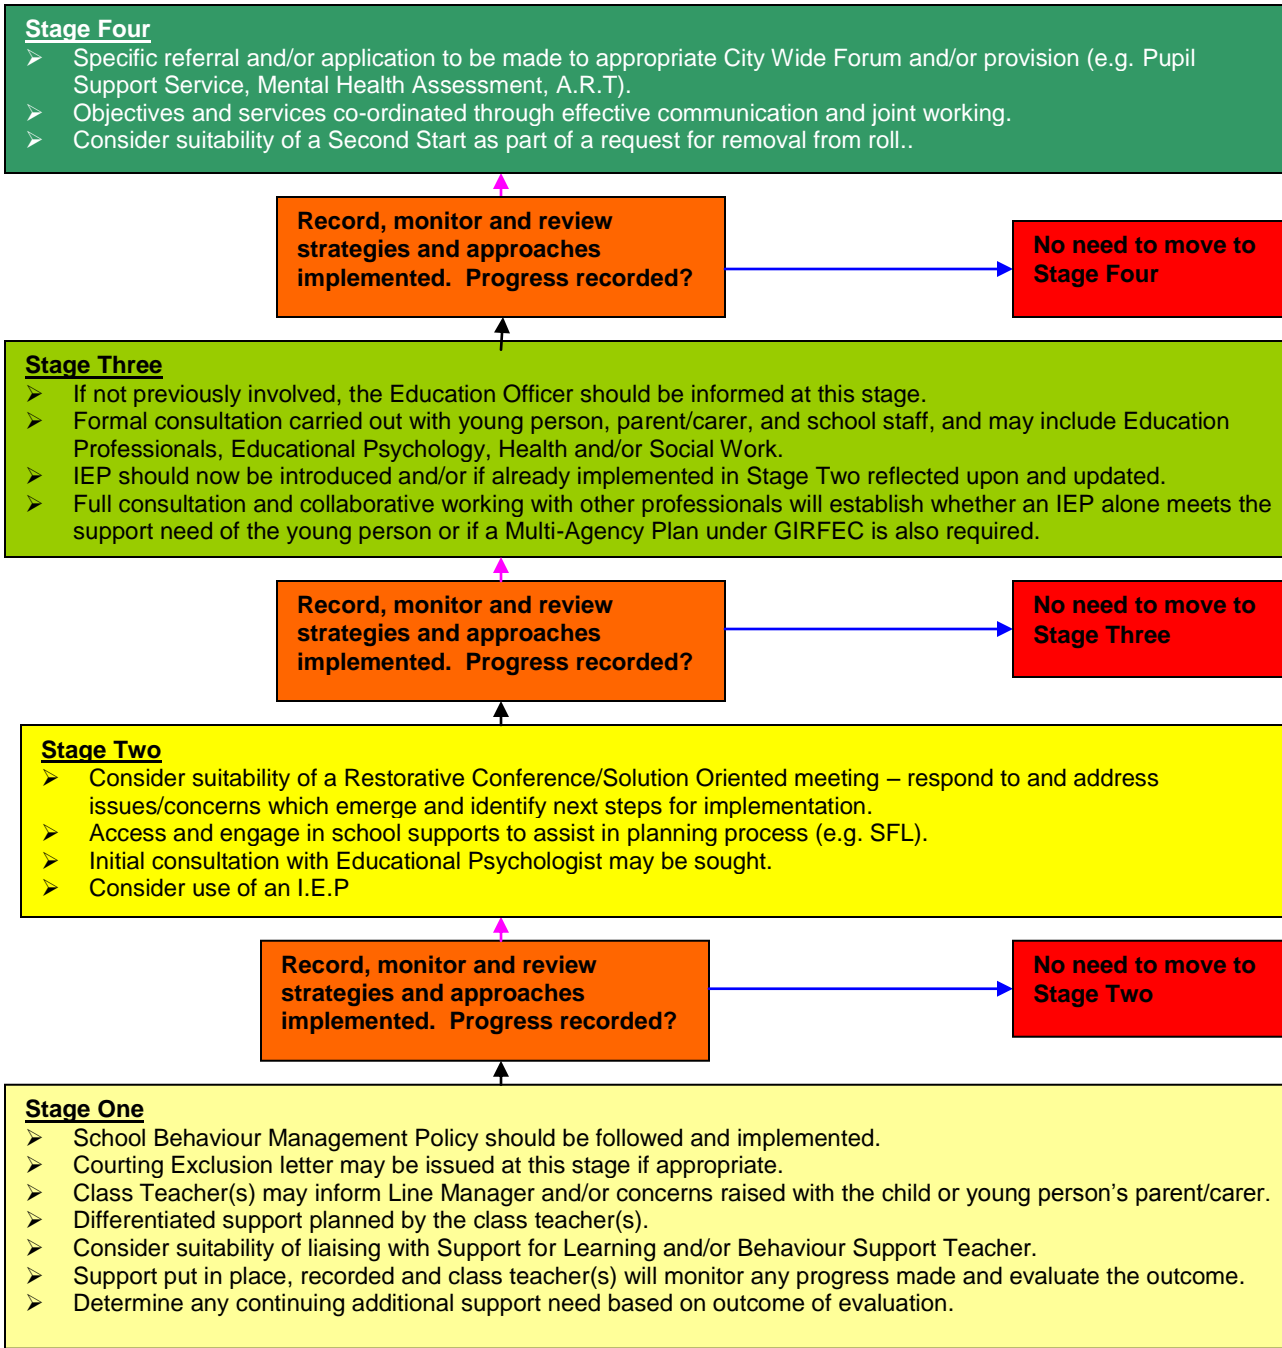 Stage Four
➢ Specific referral and/or application to be made to appropriate City Wide Forum and/or provision (e.g. Pupil
Support Service, Mental Health Assessment, A.R.T).
➢ Objectives and services co-ordinated through effective communication and joint working.
➢ Consider suitability of a Second Start as part of a request for removal from roll..
Record, monitor and review
strategies and approaches
implemented.  Progress recorded?
No need to move to
Stage Four
Stage Three
➢ If not previously involved, the Education Officer should be informed at this stage.
➢ Formal consultation carried out with young person, parent/carer, and school staff, and may include Education
Professionals, Educational Psychology, Health and/or Social Work.
➢ IEP should now be introduced and/or if already implemented in Stage Two reflected upon and updated.
➢ Full consultation and collaborative working with other professionals will establish whether an IEP alone meets the
support need of the young person or if a Multi-Agency Plan under GIRFEC is also required.
Record, monitor and review
strategies and approaches
implemented.  Progress recorded?
No need to move to
Stage Three
Stage Two
➢ Consider suitability of a Restorative Conference/Solution Oriented meeting – respond to and address
issues/concerns which emerge and identify next steps for implementation.
➢ Access and engage in school supports to assist in planning process (e.g. SFL).
➢ Initial consultation with Educational Psychologist may be sought.
➢ Consider use of an I.E.P
Record, monitor and review
strategies and approaches
implemented.  Progress recorded?
No need to move to
Stage Two
Stage One
➢ School Behaviour Management Policy should be followed and implemented.
➢ Courting Exclusion letter may be issued at this stage if appropriate.
➢ Class Teacher(s) may inform Line Manager and/or concerns raised with the child or young person's parent/carer.
➢ Differentiated support planned by the class teacher(s).
➢ Consider suitability of liaising with Support for Learning and/or Behaviour Support Teacher.
➢ Support put in place, recorded and class teacher(s) will monitor any progress made and evaluate the outcome.
➢ Determine any continuing additional support need based on outcome of evaluation.